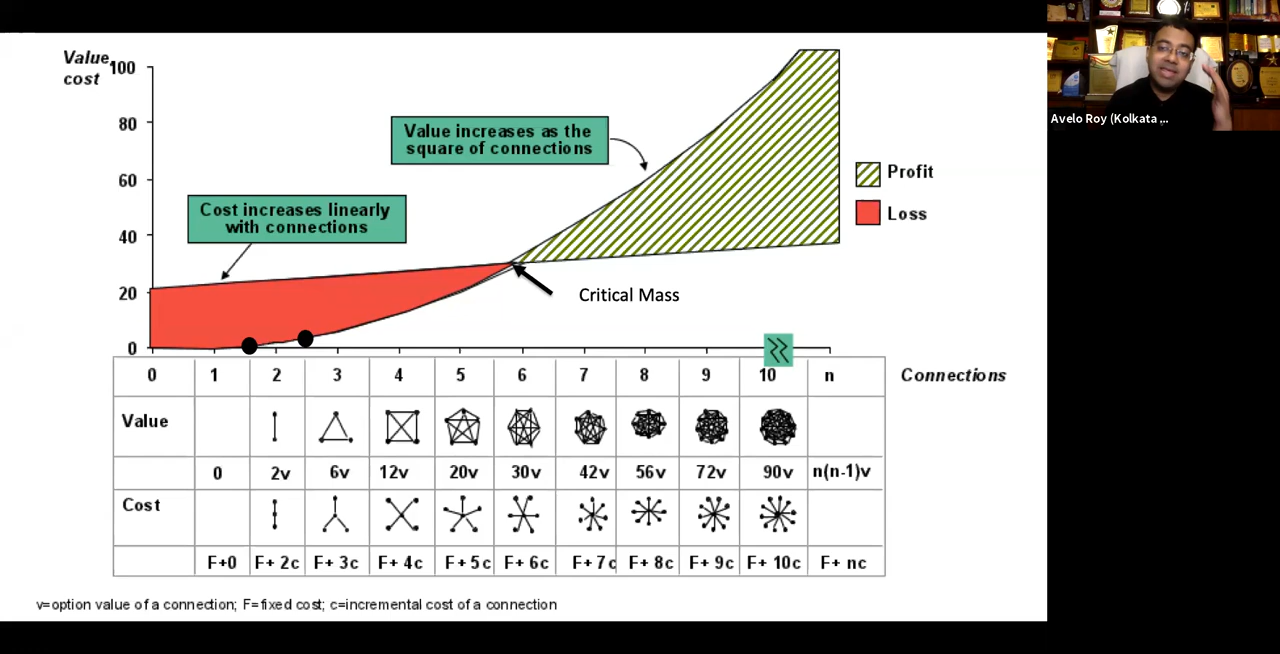 Value
cost
100
80
60
40
20
0
Value increases as the
square of connections
Cost increases linearly
with connections
Profit
Loss
Critical Mass
0 1 2 3 4 5 6 7 8 9 10 n Connections
Value
0 2v 6v 12v 20v 30v 42v 56v 72v 90v n(n-1)v
Cost
F+0 F+ 2c F+ 3c F+ 4c F+ 5c F+ 6c F+ 7c F+ 8c F+ 9c F+ 10c F+ nc
v=option value of a connection; F=fixed cost; c=incremental cost of a connection
Avelo Roy (Kolkata ...